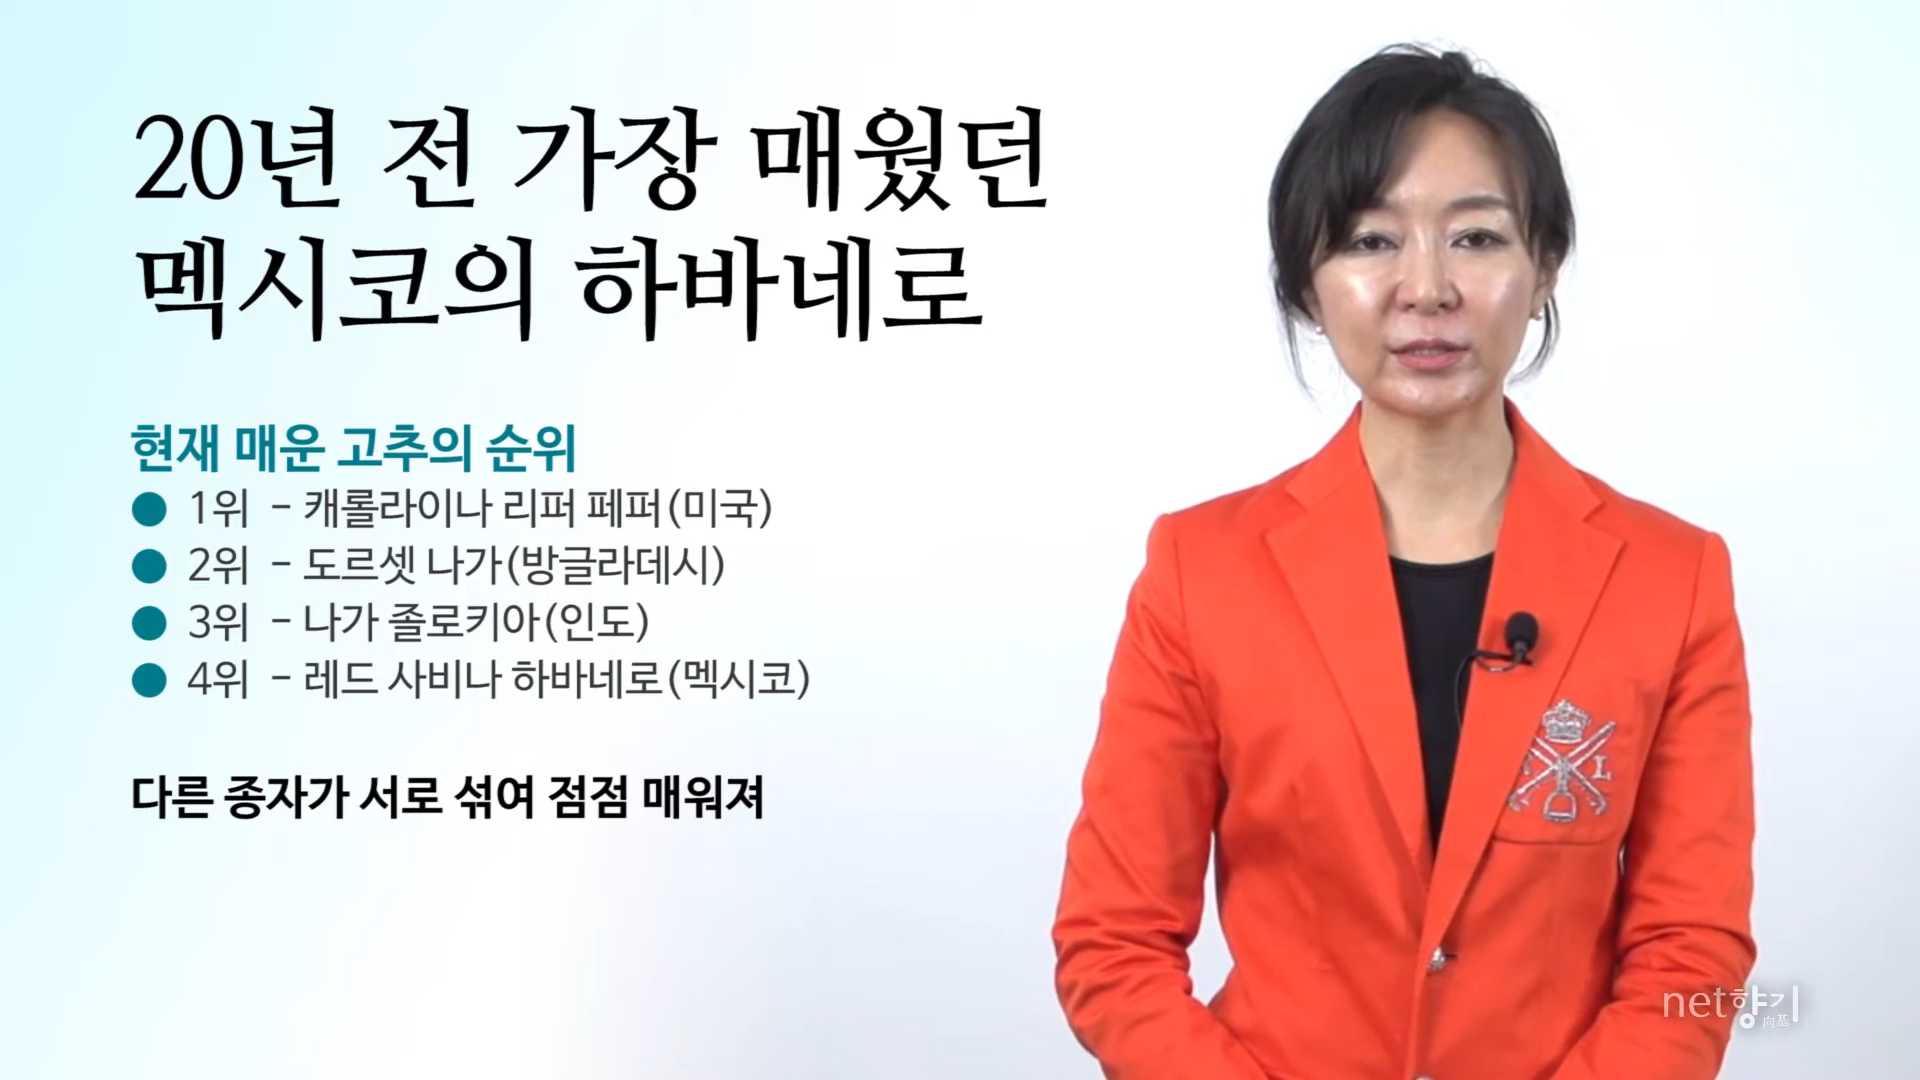 20년 전 가장 매웠던
멕시코의 하바네로
현재 매운 고추의 순위
● 1위 - 캐롤라이나 리퍼 페퍼(미국)
● 2위 - 도르셋 나가(방글라데시)
● 3위 - 나가 졸로키아(인도)
● 4위 - 레드 사비나 하바네로(멕시코)
다른 종자가 서로 섞여 점점 매워져
L
net향기
向基